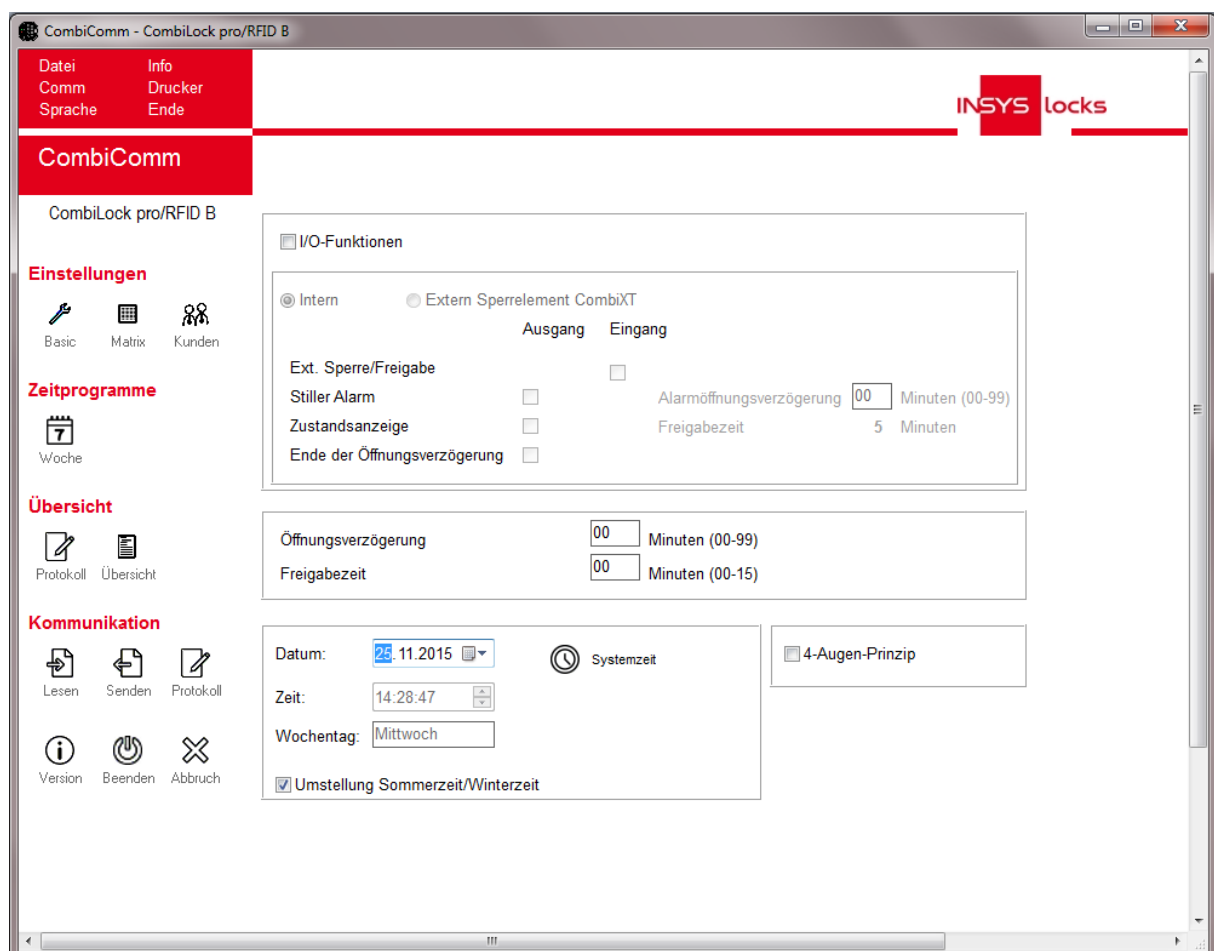 CombiComm - CombiLock pro/RFID B
Datei Info
Comm Drucker
Sprache Ende
INSYS locks
CombiComm
CombiLock pro/RFID B
Einstellungen
Basic Matrix Kunden
Zeitprogramme
7
Woche
Übersicht
Protokoll Übersicht
Kommunikation
Lesen Senden Protokoll
Version Beenden Abbruch
I/O-Funktionen
Intern Extern Sperrelement CombiXT
Ausgang Eingang
Ext. Sperre/Freigabe
Stiller Alarm Alarmöffnungsverzögerung 00 Minuten (00-99)
Zustandsanzeige Freigabezeit 5 Minuten
Ende der Öffnungsverzögerung
Öffnungsverzögerung 00 Minuten (00-99)
Freigabezeit 00 Minuten (00-15)
Datum: 25.11.2015 Systemzeit
Zeit: 14:28:47
Wochentag: Mittwoch
Umstellung Sommerzeit/Winterzeit
4-Augen-Prinzip